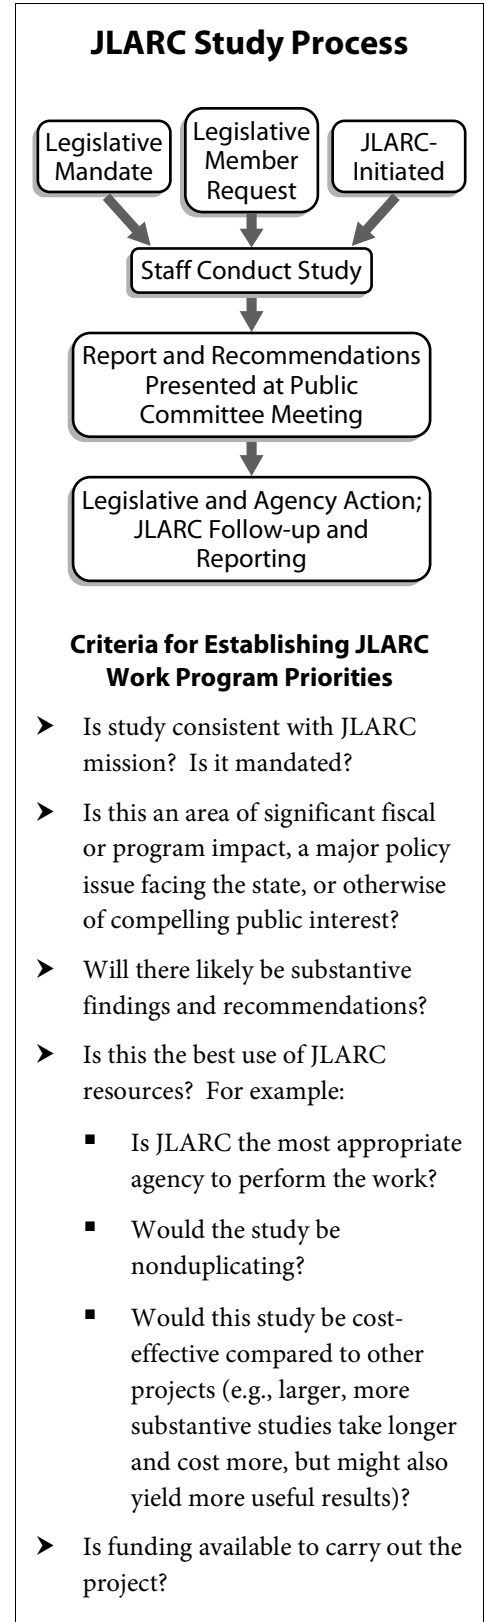 JLARC Study Process
Legislative
Mandate
Legislative
Member
Request
JLARC-
Initiated
Staff Conduct Study
Report and Recommendations
Presented at Public
Committee Meeting
Legislative and Agency Action;
JLARC Follow-up and
Reporting
Criteria for Establishing JLARC
Work Program Priorities
➤ Is study consistent with JLARC
mission? Is it mandated?
➤ Is this an area of significant fiscal
or program impact, a major policy
issue facing the state, or otherwise
of compelling public interest?
➤ Will there likely be substantive
findings and recommendations?
➤ Is this the best use of JLARC
resources? For example:
▪ Is JLARC the most appropriate
agency to perform the work?
▪ Would the study be
nonduplicating?
▪ Would this study be cost-
effective compared to other
projects (e.g., larger, more
substantive studies take longer
and cost more, but might also
yield more useful results)?
➤ Is funding available to carry out the
project?